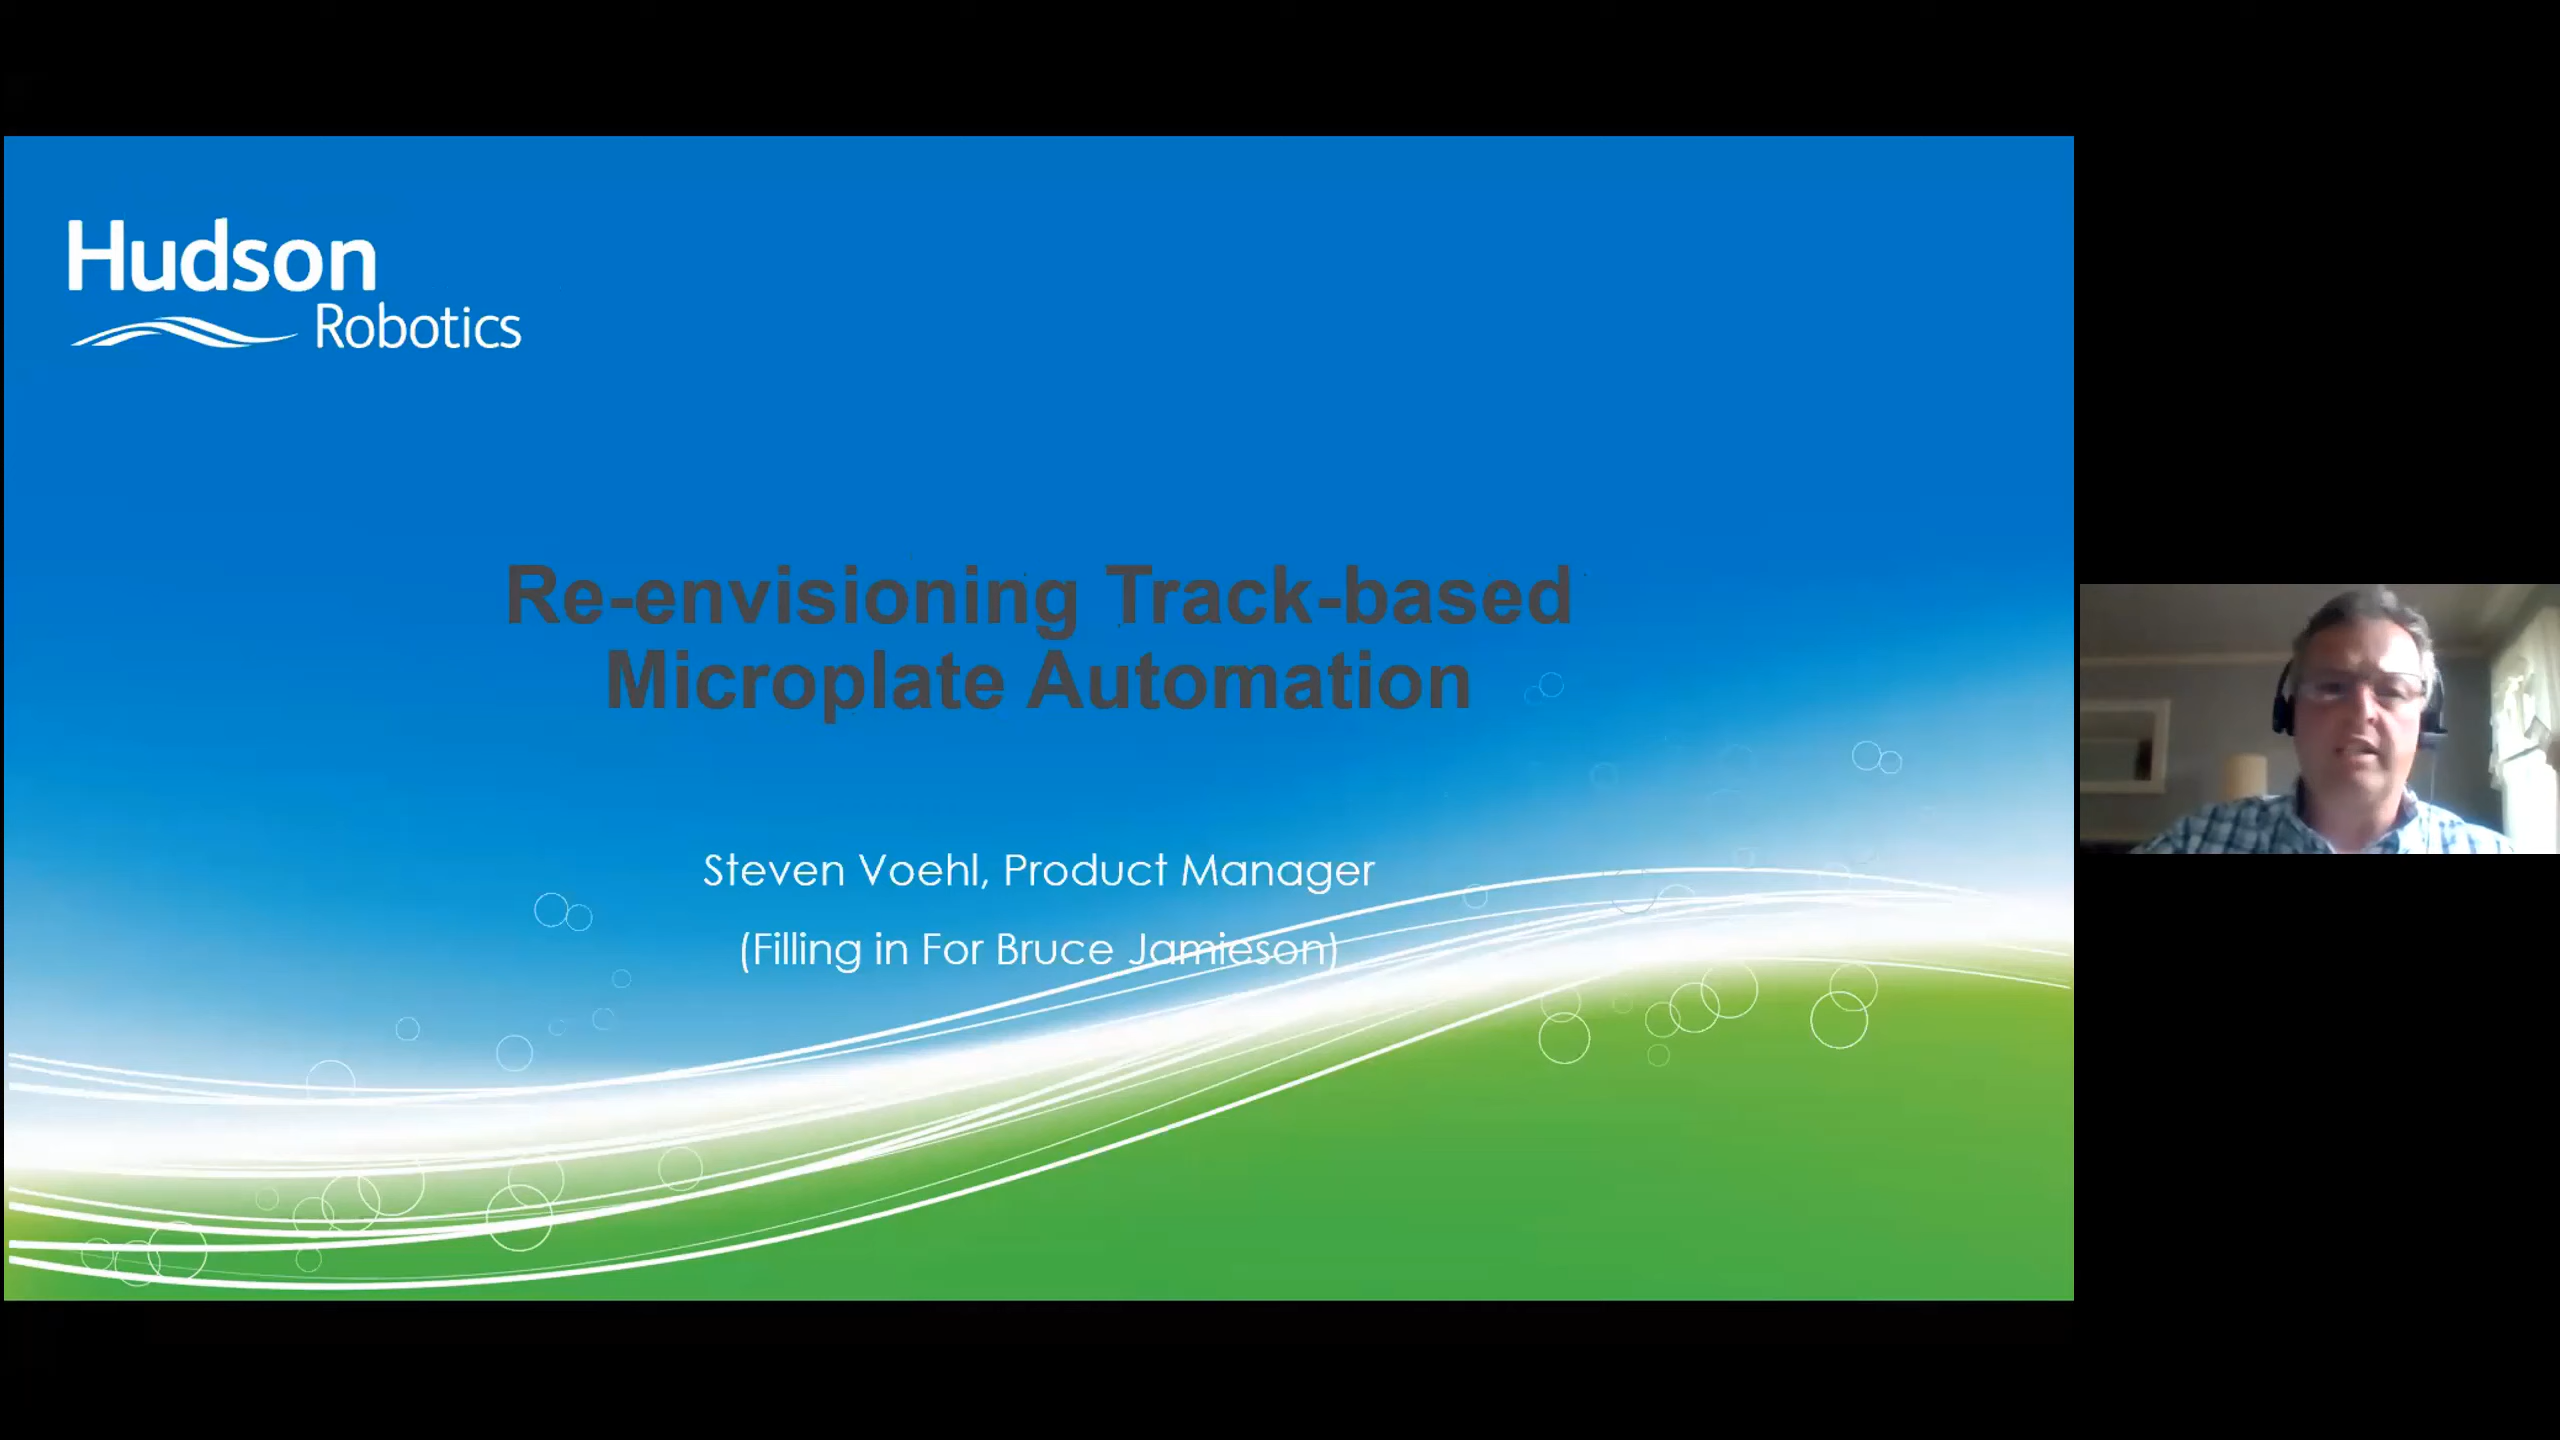 Hudson
Robotics
Re-envisioning Track-based
Microplate Automation
Steven Voehl, Product Manager
(Filling in For Bruce Jamieson)